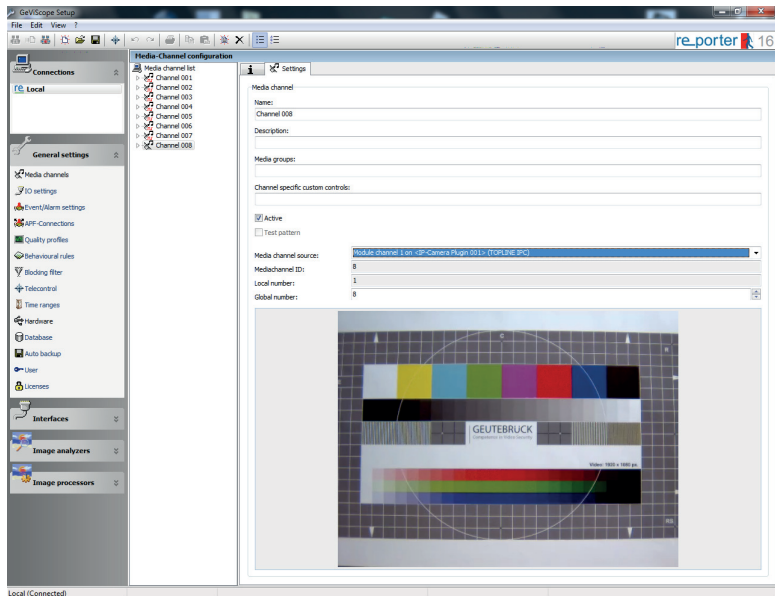 GeViScope Setup
File Edit View ?
re_porter 16
Connections
Local
General settings
Media channels
IO settings
Event/Alarm settings
APF-Connections
Quality profiles
Behavioural rules
Blocking filter
Telecontrol
Time ranges
Hardware
Database
Auto backup
User
Licenses
Interfaces
Image analyzers
Image processors
Media-Channel configuration
Media channel list
Channel 001
Channel 002
Channel 003
Channel 004
Channel 005
Channel 006
Channel 007
Channel 008
i Settings
Media channel
Name:
Channel 008
Description:
Media groups:
Channel specific custom controls:
Active
Test pattern
Media channel source: Module channel 1 on <IP-Camera Plugin 001> (TOPLINE IPC)
Mediachannel ID: 8
Local number: 1
Global number: 8
GEUTEBRUCK
Competence in Video Security
Local (Connected)